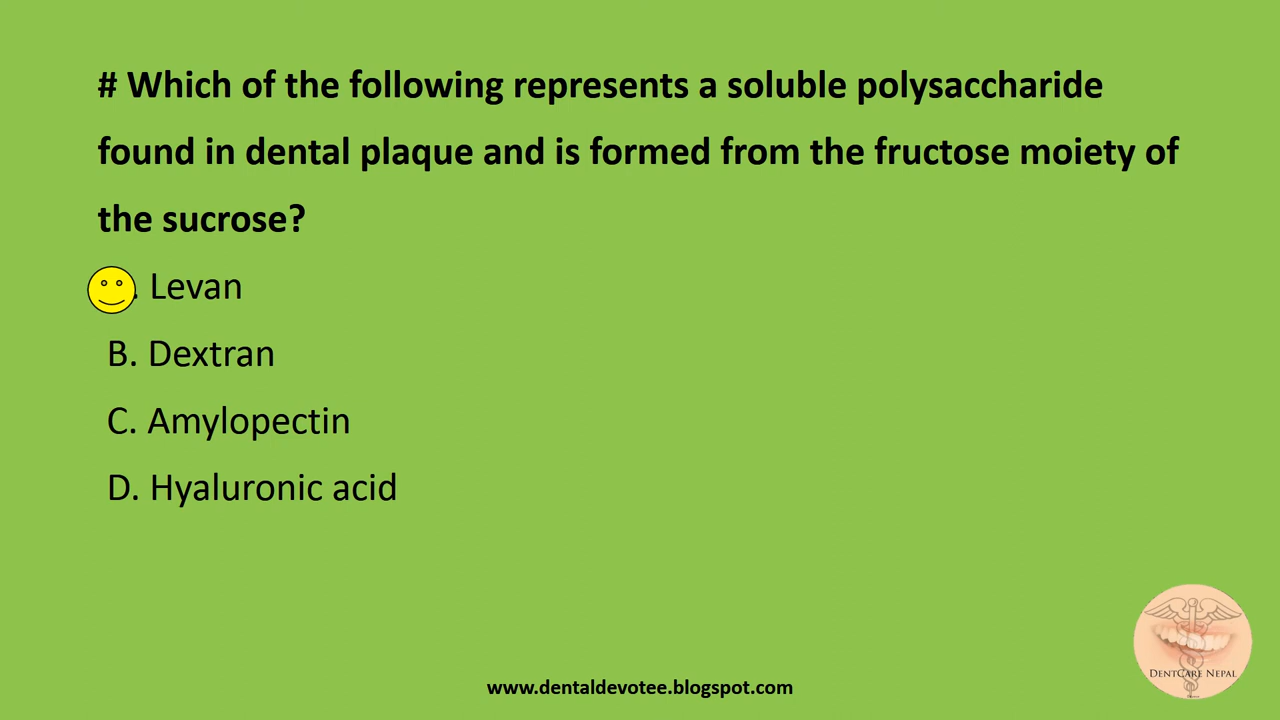 # Which of the following represents a soluble polysaccharide
found in dental plaque and is formed from the fructose moiety of
the sucrose?
. Levan
B. Dextran
C. Amylopectin
D. Hyaluronic acid
DENTCARE NEPAL
www.dentaldevotee.blogspot.com